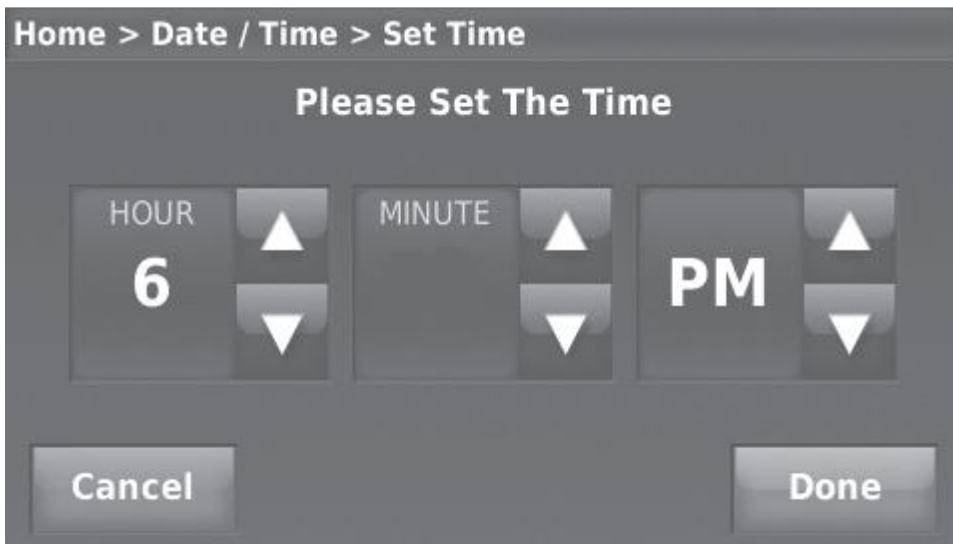 Home > Date / Time > Set Time
Please Set The Time
HOUR MINUTE
6 PM
Cancel Done